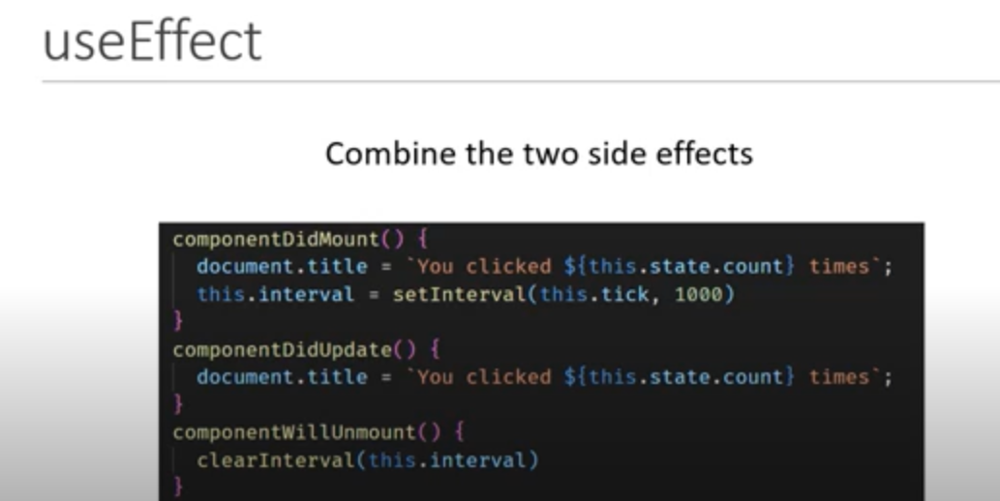 useEffect
Combine the two side effects
componentDidMount() {
document.title = `You clicked ${this.state.count} times`;
this.interval = setInterval(this.tick, 1000)
}
componentDidUpdate() {
document.title = `You clicked ${this.state.count} times`;
}
componentWillUnmount() {
clearInterval(this.interval)
}